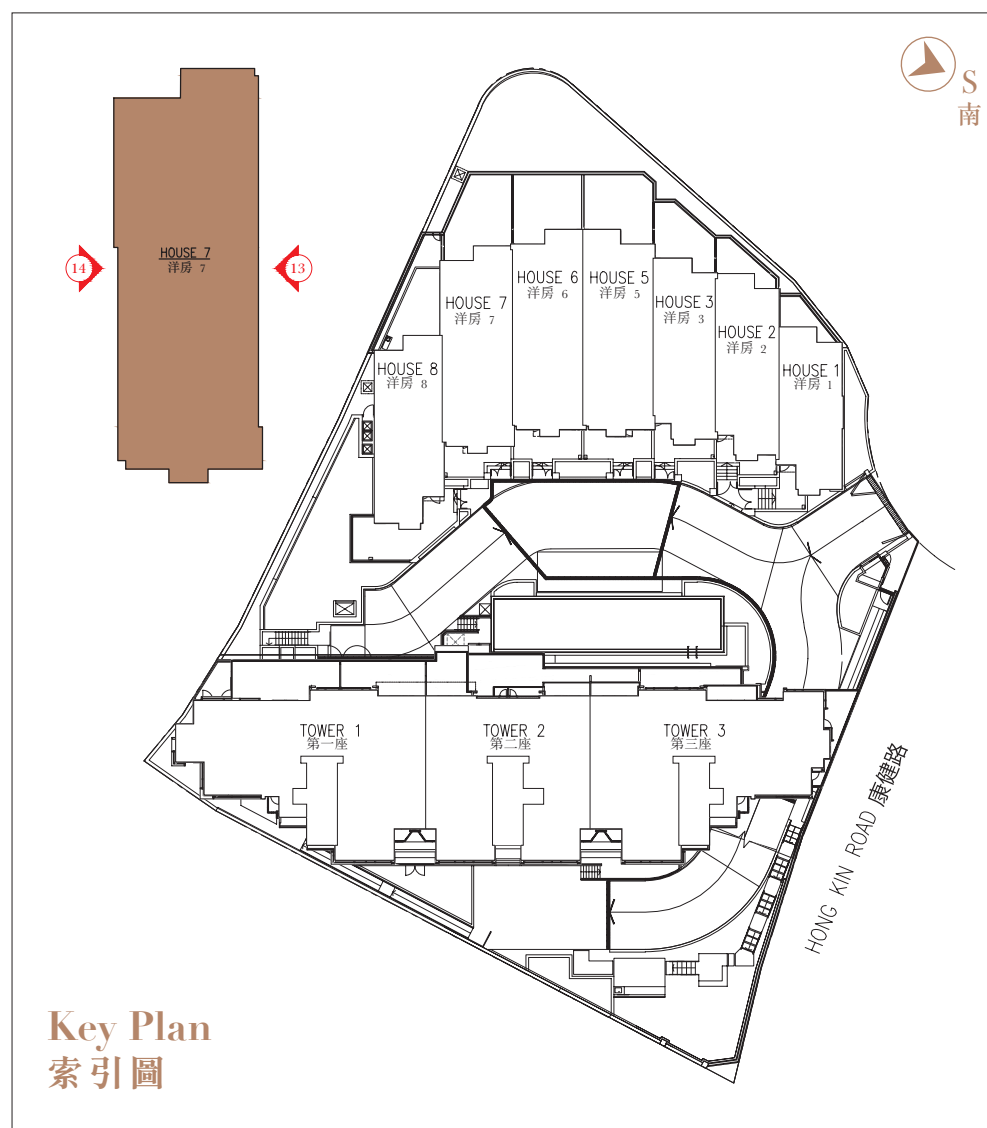 S
南
HOUSE 7
洋房 7
14
13
HOUSE 6
洋房 6
HOUSE 5
洋房 5
HOUSE 7
洋房 7
HOUSE 3
洋房 3
HOUSE 2
洋房 2
HOUSE 8
洋房 8
HOUSE 1
洋房 1
TOWER 1
第一座
TOWER 2
第二座
TOWER 3
第三座
HONG KIN ROAD 康健路
Key Plan
索引圖